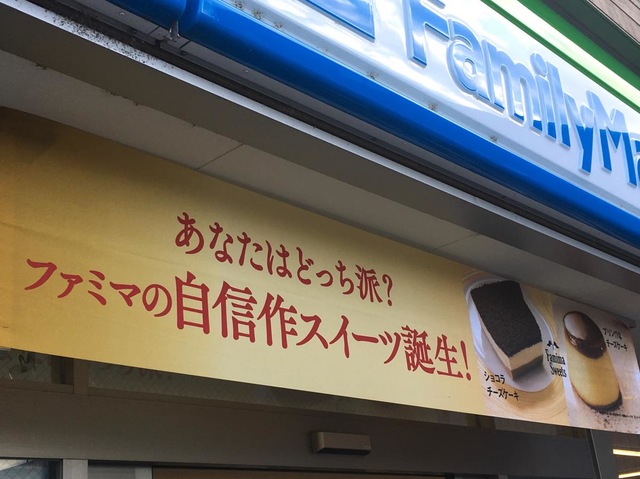 FamilyMa
あなたはどっち派?
ファミマの自信作スイーツ誕生!
ショコラ
チーズケーキ
Famima
Sweets
チーズケーキ